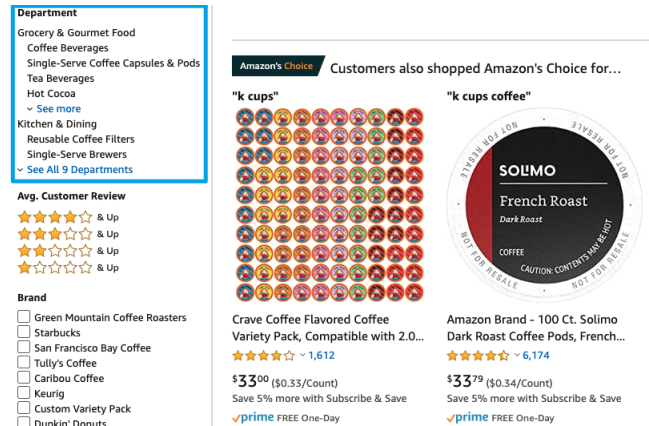 Department
Grocery & Gourmet Food
Coffee Beverages
Single-Serve Coffee Capsules & Pods
Tea Beverages
Hot Cocoa
See more
Kitchen & Dining
Reusable Coffee Filters
Single-Serve Brewers
See All 9 Departments
Avg. Customer Review
& Up
& Up
& Up
& Up
Brand
Green Mountain Coffee Roasters
Starbucks
San Francisco Bay Coffee
Tully's Coffee
Caribou Coffee
Keurig
Custom Variety Pack
Dunkin' Donuts
Amazon's Choice
Customers also shopped Amazon's Choice for…
"k cups"
Crave Coffee Flavored Coffee
Variety Pack, Compatible with 2.0...
1,612
$3300 ($0.33/Count)
Save 5% more with Subscribe & Save
prime FREE One-Day
"k cups coffee"
NOT FOR RESALE
NOT FOR RESALE
NOT FOR RESALE
NOT FOR RESALE
SOLIMO
French Roast
Dark Roast
COFFEE
CAUTION: CONTENTS MAY BE HOT
Amazon Brand - 100 Ct. Solimo
Dark Roast Coffee Pods, French...
6,174
$3379 ($0.34/Count)
Save 5% more with Subscribe & Save
prime FREE One-Day